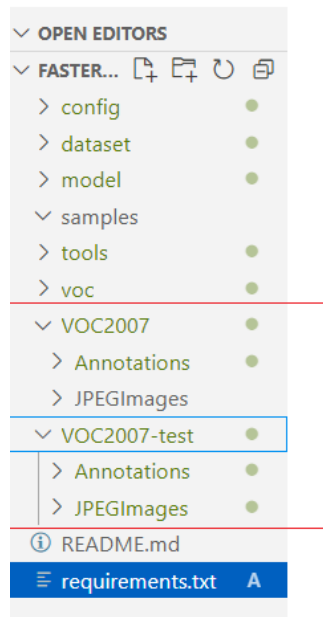 OPEN EDITORS
FASTER...
config
dataset
model
samples
tools
voc
VOC2007
Annotations
JPEGImages
VOC2007-test
Annotations
JPEGImages
README.md
requirements.txt A